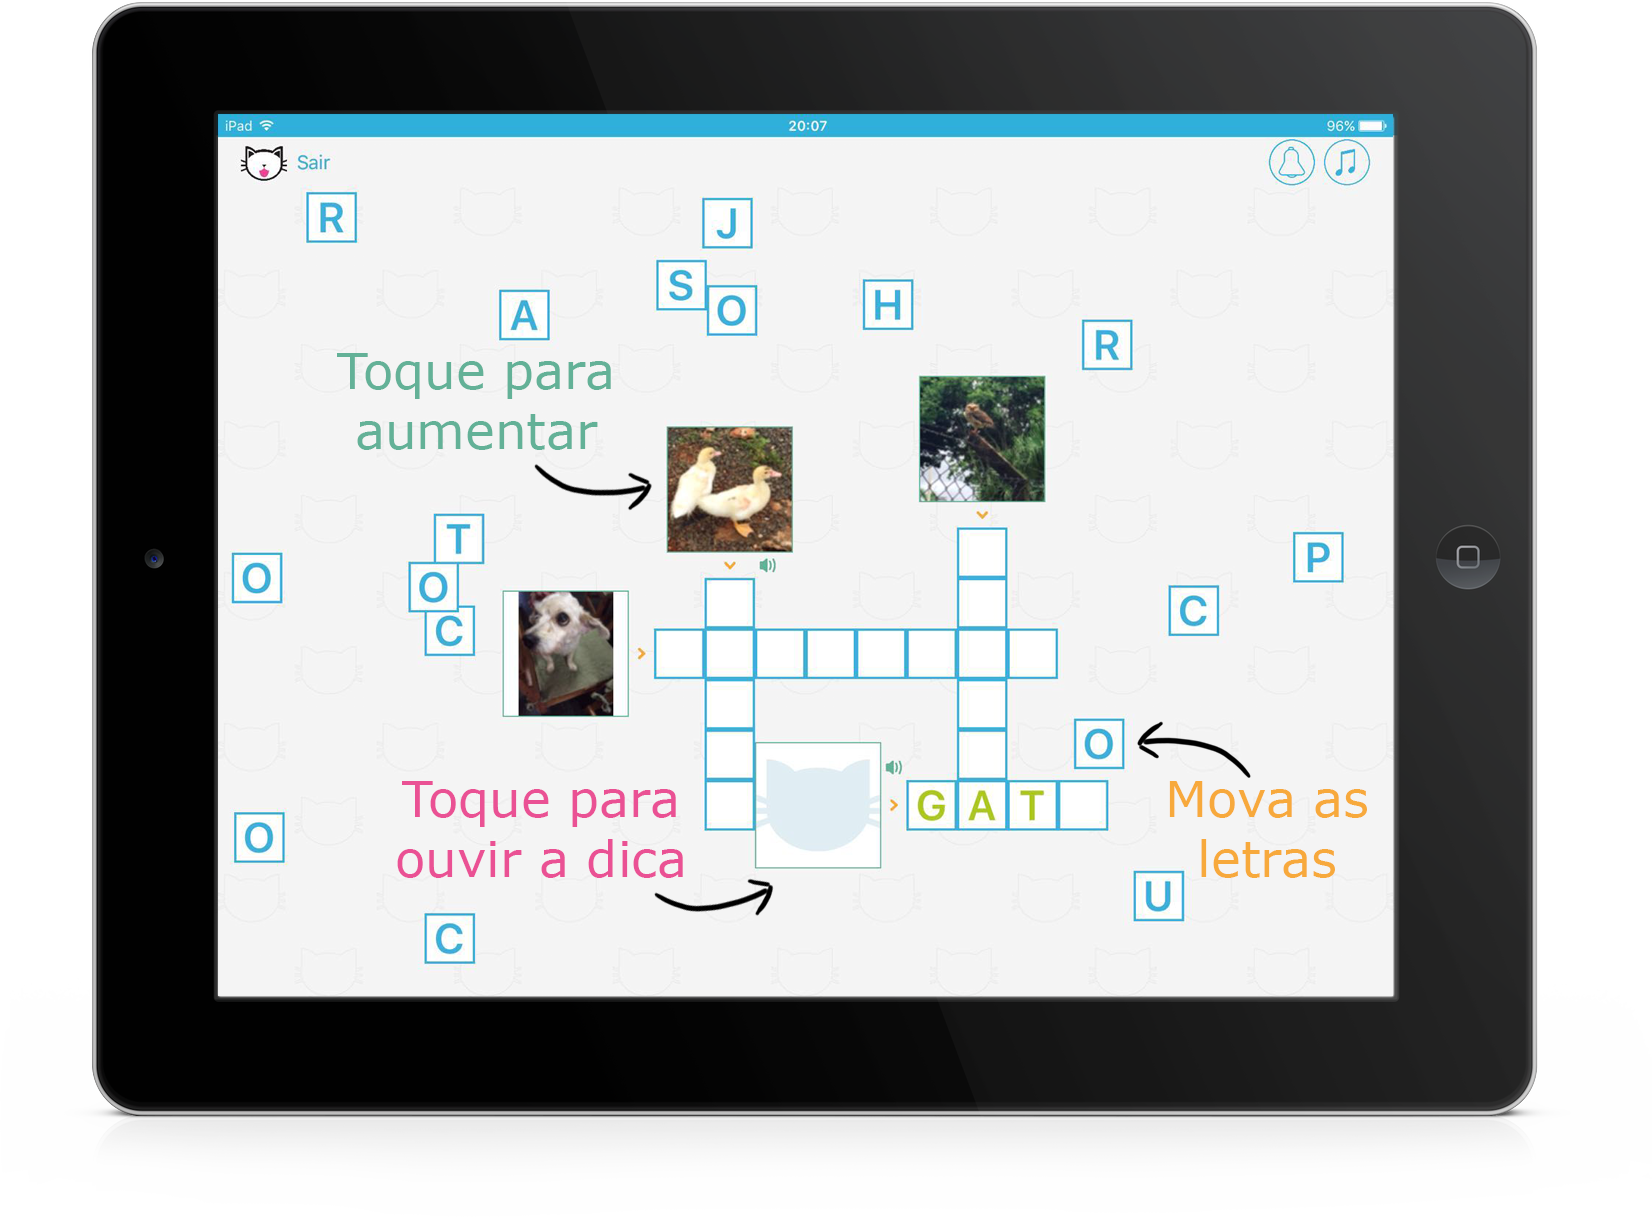 iPad 20:07 96%
Sair
R
J
S
O
H
A
R
Toque para
aumentar
T
O
O
C
P
C
O
Toque para
ouvir a dica
G A T
Mova as
letras
O
U
C